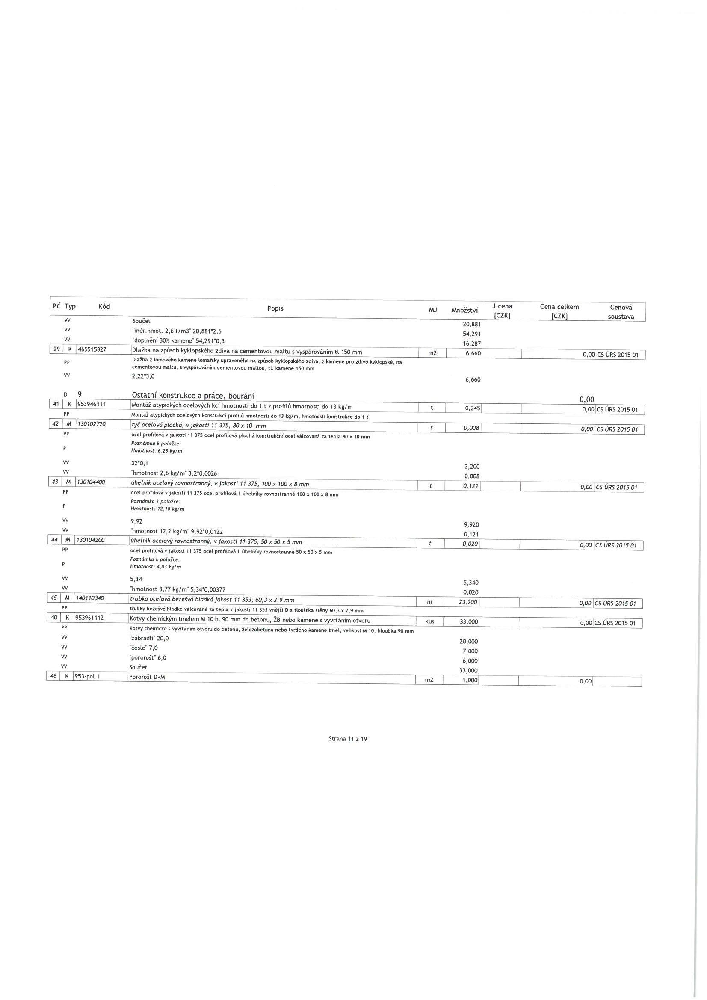 PČ Typ Kód Popis MJ Množství J.cena [CZK] Cena celkem [CZK] Cenová soustava
VV Součet 20,881
VV "měr.hmot. 2,6 t/m3" 20,881*2,6 54,291
VV "doplnění 30% kamene" 54,291*0,3 16,287
29 K 465515327 Dlažba na způsob kyklopského zdiva na cementovou maltu s vyspárováním tl 150 mm m2 6,660 0,00 CS ÚRS 2015 01
PP Dlažba z lomového kamene lomařsky upraveného na způsob kyklopského zdiva, z kamene pro zdivo kyklopské, na
cementovou maltu, s vyspárováním cementovou maltou, tl. kamene 150 mm
VV 2,22*3,0 6,660
D 9 Ostatní konstrukce a práce, bourání 0,00
41 K 953946111 Montáž atypických ocelových kcí hmotnosti do 1 t z profilů hmotnosti do 13 kg/m t 0,245 0,00 CS ÚRS 2015 01
PP Montáž atypických ocelových konstrukcí profilů hmotnosti do 13 kg/m, hmotnosti konstrukce do 1 t
42 M 130102720 tyč ocelová plochá, v jakosti 11 375, 80 x 10 mm t 0,008 0,00 CS ÚRS 2015 01
PP ocel profilová v jakosti 11 375 ocel profilová plochá konstrukční ocel válcovaná za tepla 80 x 10 mm
Poznámka k položce:
P Hmotnost: 6,28 kg/m
VV 32*0,1 3,200
VV "hmotnost 2,6 kg/m" 3,2*0,0026 0,008
43 M 130104400 úhelník ocelový rovnostranný, v jakosti 11 375, 100 x 100 x 8 mm t 0,121 0,00 CS ÚRS 2015 01
PP ocel profilová v jakosti 11 375 ocel profilová L úhelníky rovnostranné 100 x 100 x 8 mm
Poznámka k položce:
P Hmotnost: 12,18 kg/m
VV 9,92 9,920
VV "hmotnost 12,2 kg/m" 9,92*0,0122 0,121
44 M 130104200 úhelník ocelový rovnostranný, v jakosti 11 375, 50 x 50 x 5 mm t 0,020 0,00 CS ÚRS 2015 01
PP ocel profilová v jakosti 11 375 ocel profilová L úhelníky rovnostranné 50 x 50 x 5 mm
Poznámka k položce:
P Hmotnost: 4,03 kg/m
VV 5,34 5,340
VV "hmotnost 3,77 kg/m" 5,34*0,00377 0,020
45 M 140110340 trubka ocelová bezešvá hladká jakost 11 353, 60,3 x 2,9 mm m 23,200 0,00 CS ÚRS 2015 01
PP trubky bezešvé hladké válcované za tepla v jakosti 11 353 vnější D x tloušťka stěny 60,3 x 2,9 mm
40 K 953961112 Kotvy chemickým tmelem M 10 hl 90 mm do betonu, ŽB nebo kamene s vyvrtáním otvoru kus 33,000 0,00 CS ÚRS 2015 01
PP Kotvy chemické s vyvrtáním otvoru do betonu, železobetonu nebo tvrdého kamene tmel, velikost M 10, hloubka 90 mm
VV "zábradlí" 20,0 20,000
VV "česle" 7,0 7,000
VV "pororošt" 6,0 6,000
VV Součet 33,000
46 K 953-pol.1 Pororošt D+M m2 1,000 0,00
Strana 11 z 19